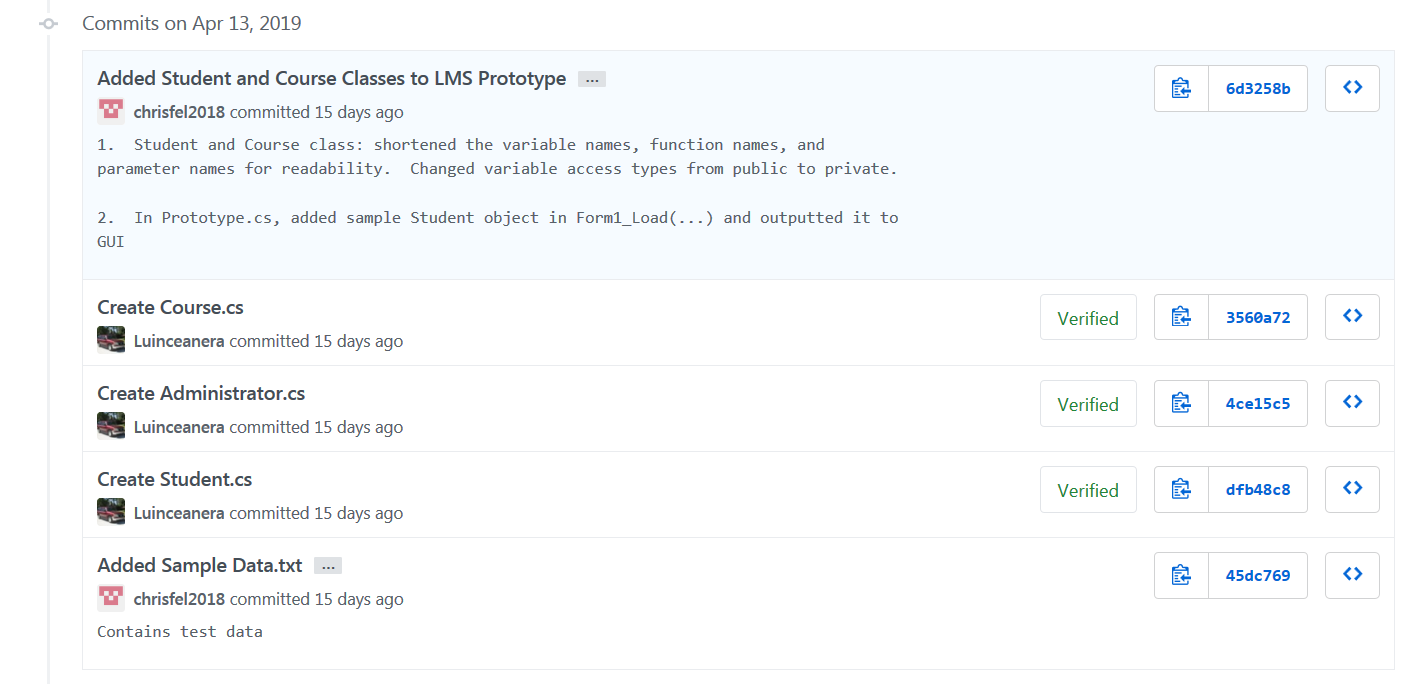 Commits on Apr 13, 2019
Added Student and Course Classes to LMS Prototype ...
6d3258b
chrisfel2018 committed 15 days ago
1.  Student and Course class: shortened the variable names, function names, and
parameter names for readability.  Changed variable access types from public to private.
2.  In Prototype.cs, added sample Student object in Form1_Load(...) and outputted it to
GUI
Create Course.cs
Verified
3560a72
Luinceanera committed 15 days ago
Create Administrator.cs
Verified
4ce15c5
Luinceanera committed 15 days ago
Create Student.cs
Verified
dfb48c8
Luinceanera committed 15 days ago
Added Sample Data.txt ...
45dc769
chrisfel2018 committed 15 days ago
Contains test data